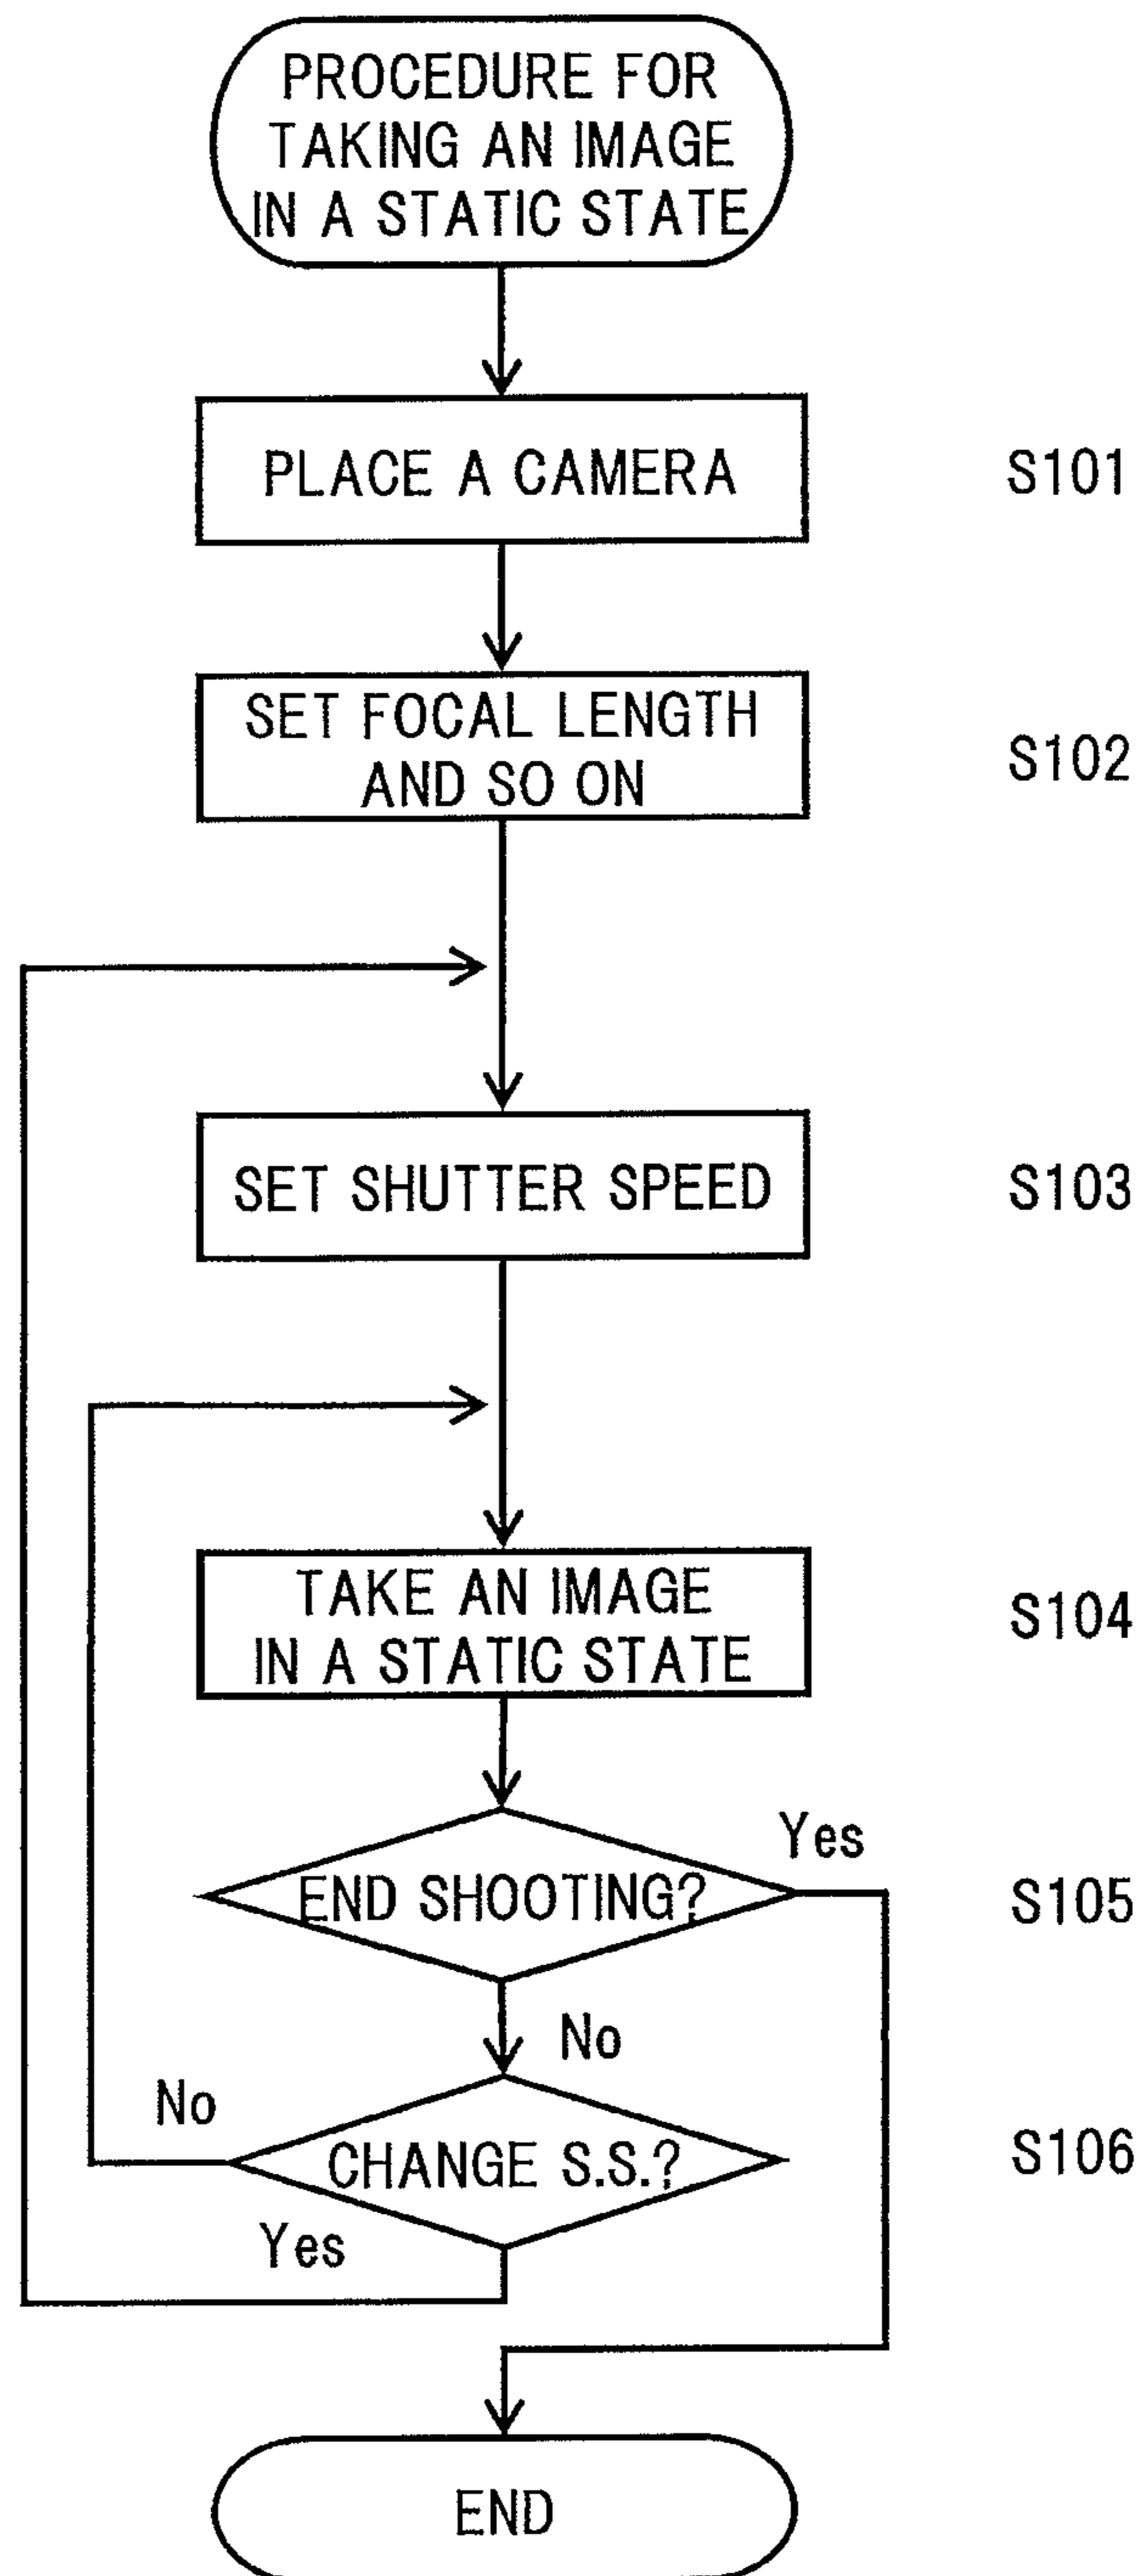 PROCEDURE FOR
TAKING AN IMAGE
IN A STATIC STATE
PLACE A CAMERA
S101
SET FOCAL LENGTH
AND SO ON
S102
SET SHUTTER SPEED
S103
TAKE AN IMAGE
IN A STATIC STATE
S104
Yes
END SHOOTING?
S105
No
No
CHANGE S.S.?
S106
Yes
END